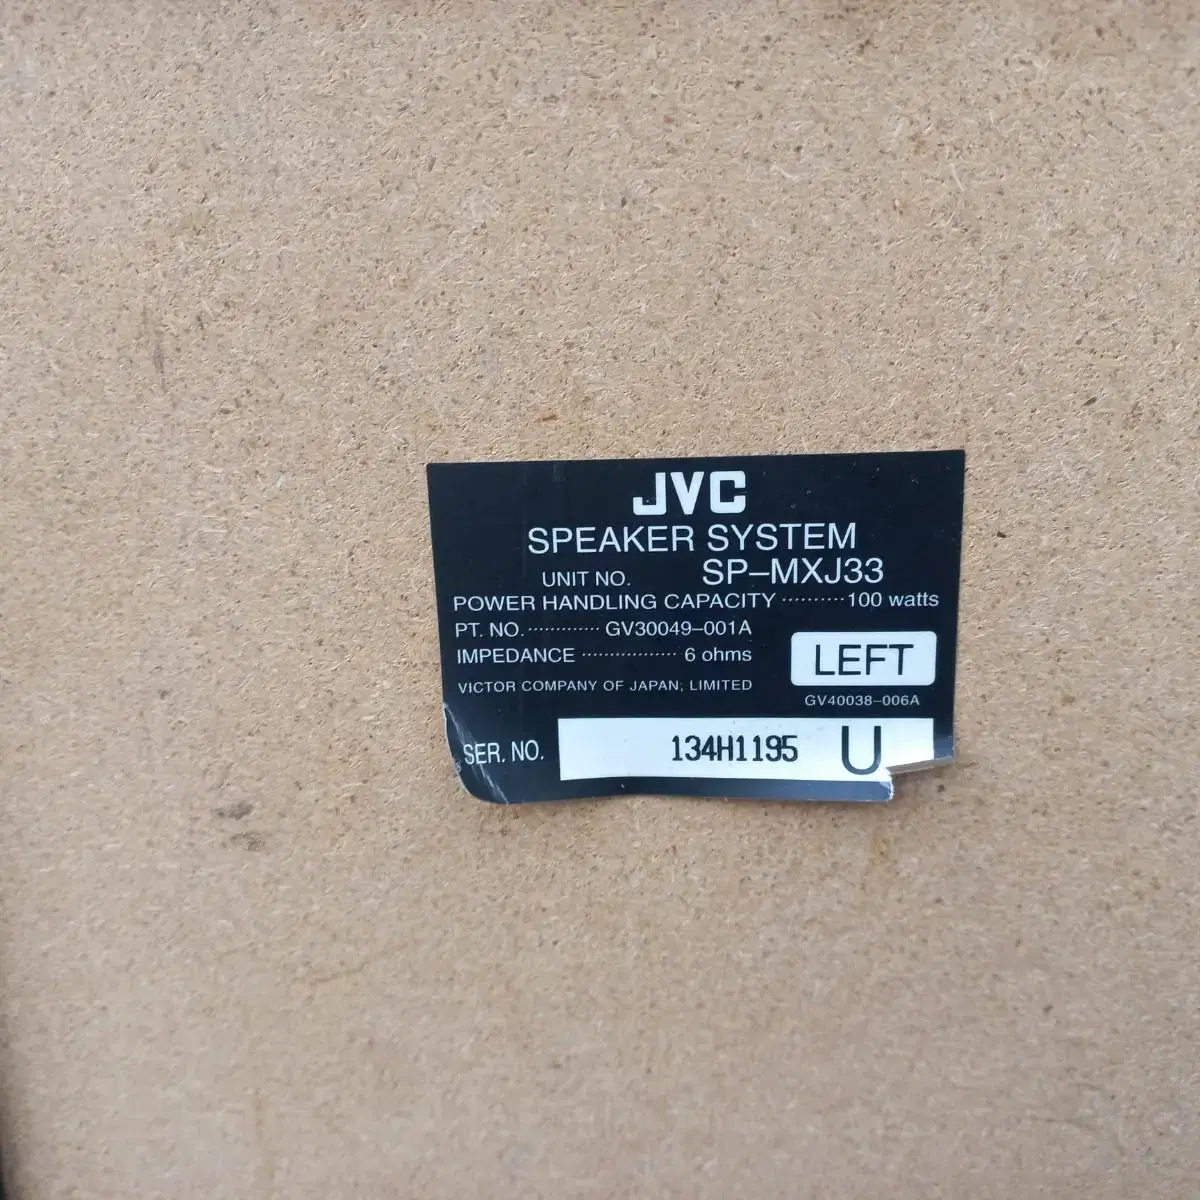 JVC
SPEAKER SYSTEM
UNIT NO. SP-MXJ33
POWER HANDLING CAPACITY ·········· 100 watts
PT. NO. ············· GV30049-001A
IMPEDANCE ················· 6 ohms
LEFT
VICTOR COMPANY OF JAPAN, LIMITED
GV40038-006A
SER. NO. 134H1195 U